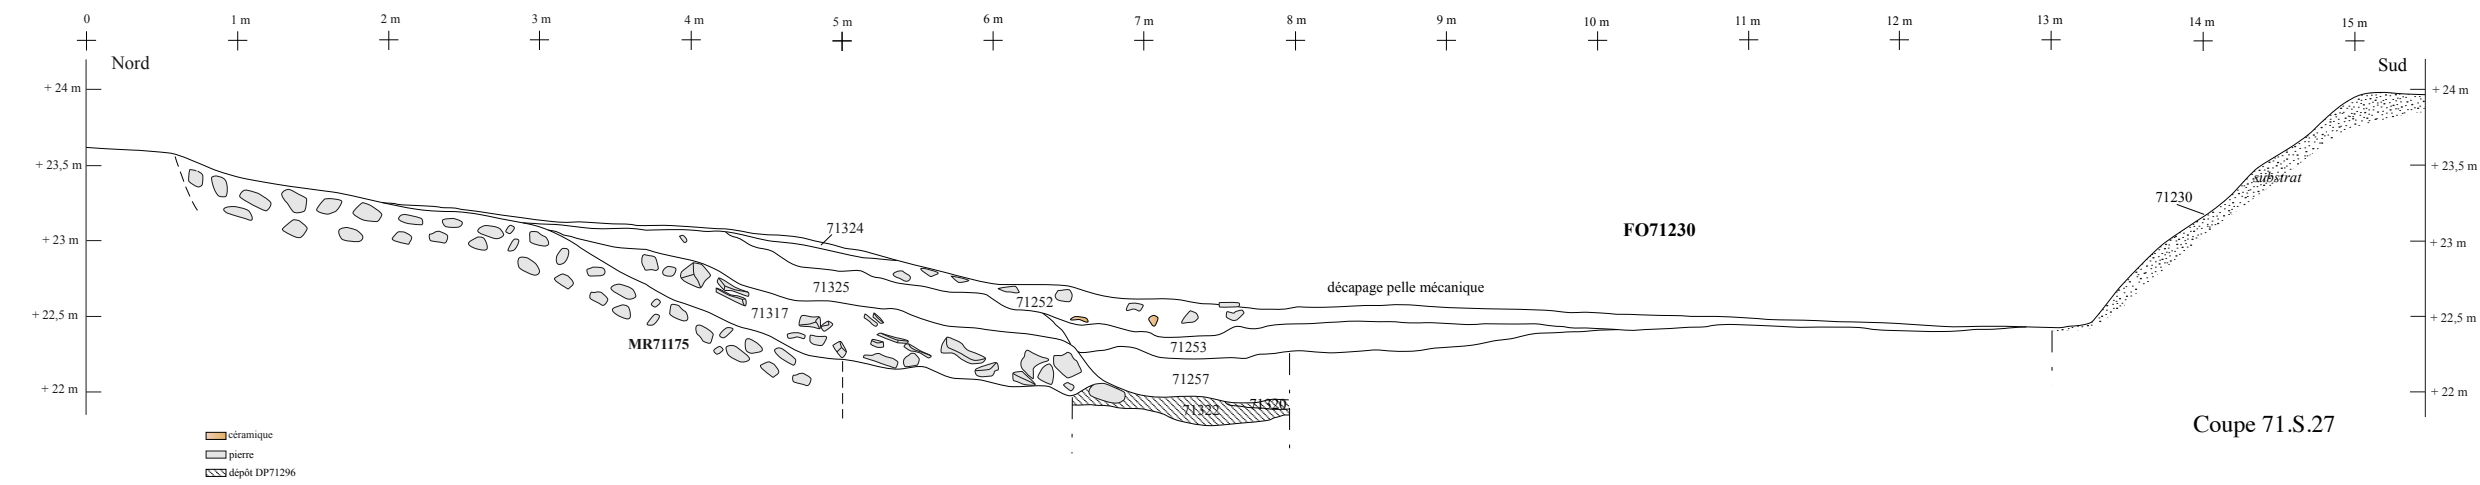 0 1 m 2 m 3 m 4 m 5 m 6 m 7 m 8 m 9 m 10 m 11 m 12 m 13 m 14 m 15 m
Nord
Sud
+ 24 m
+ 24 m
+ 23,5 m
+ 23,5 m
substrat
71230
71324
FO71230
+ 23 m
+ 23 m
71325
décapage pelle mécanique
71252
71317
+ 22,5 m
+ 22,5 m
MR71175
71253
71257
+ 22 m
+ 22 m
71320
71322
Coupe 71.S.27
céramique
pierre
dépôt DP71296